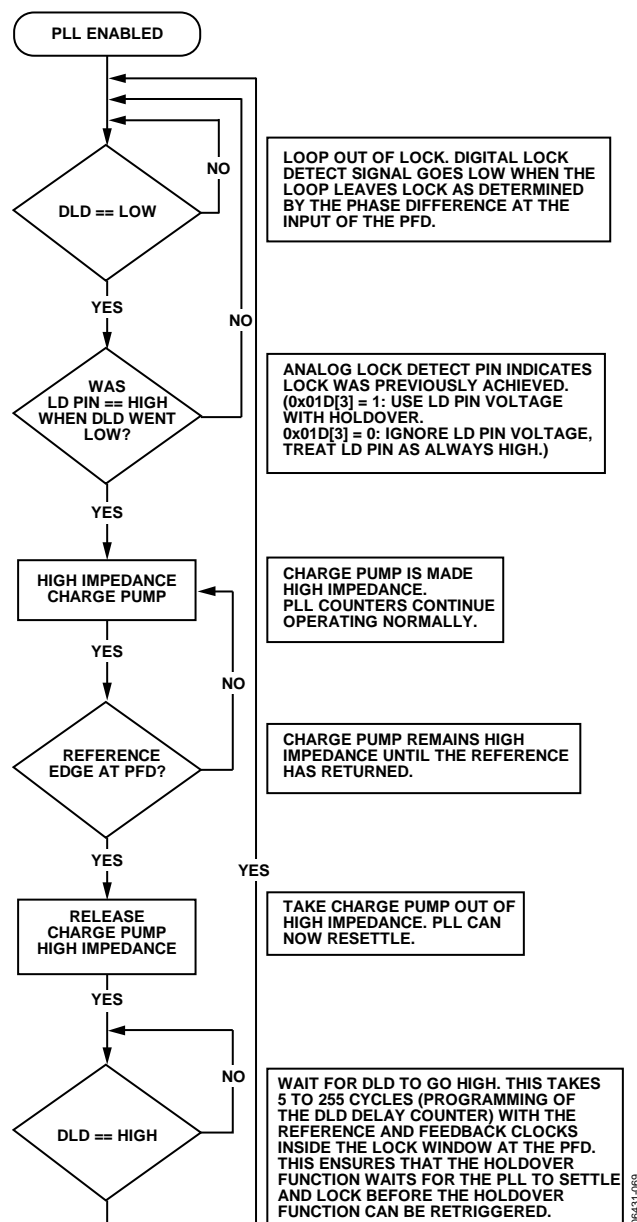 PLL ENABLED
NO
DLD == LOW
LOOP OUT OF LOCK. DIGITAL LOCK
DETECT SIGNAL GOES LOW WHEN THE
LOOP LEAVES LOCK AS DETERMINED
BY THE PHASE DIFFERENCE AT THE
INPUT OF THE PFD.
YES
NO
WAS
LD PIN == HIGH
WHEN DLD WENT
LOW?
ANALOG LOCK DETECT PIN INDICATES
LOCK WAS PREVIOUSLY ACHIEVED.
(0x01D[3] = 1: USE LD PIN VOLTAGE
WITH HOLDOVER.
0x01D[3] = 0: IGNORE LD PIN VOLTAGE,
TREAT LD PIN AS ALWAYS HIGH.)
YES
HIGH IMPEDANCE
CHARGE PUMP
CHARGE PUMP IS MADE
HIGH IMPEDANCE.
PLL COUNTERS CONTINUE
OPERATING NORMALLY.
YES
NO
REFERENCE
EDGE AT PFD?
CHARGE PUMP REMAINS HIGH
IMPEDANCE UNTIL THE REFERENCE
HAS RETURNED.
YES
YES
RELEASE
CHARGE PUMP
HIGH IMPEDANCE
TAKE CHARGE PUMP OUT OF
HIGH IMPEDANCE. PLL CAN
NOW RESETTLE.
YES
NO
DLD == HIGH
WAIT FOR DLD TO GO HIGH. THIS TAKES
5 TO 255 CYCLES (PROGRAMMING OF
THE DLD DELAY COUNTER) WITH THE
REFERENCE AND FEEDBACK CLOCKS
INSIDE THE LOCK WINDOW AT THE PFD.
THIS ENSURES THAT THE HOLDOVER
FUNCTION WAITS FOR THE PLL TO SETTLE
AND LOCK BEFORE THE HOLDOVER
FUNCTION CAN BE RETRIGGERED.
06431-069